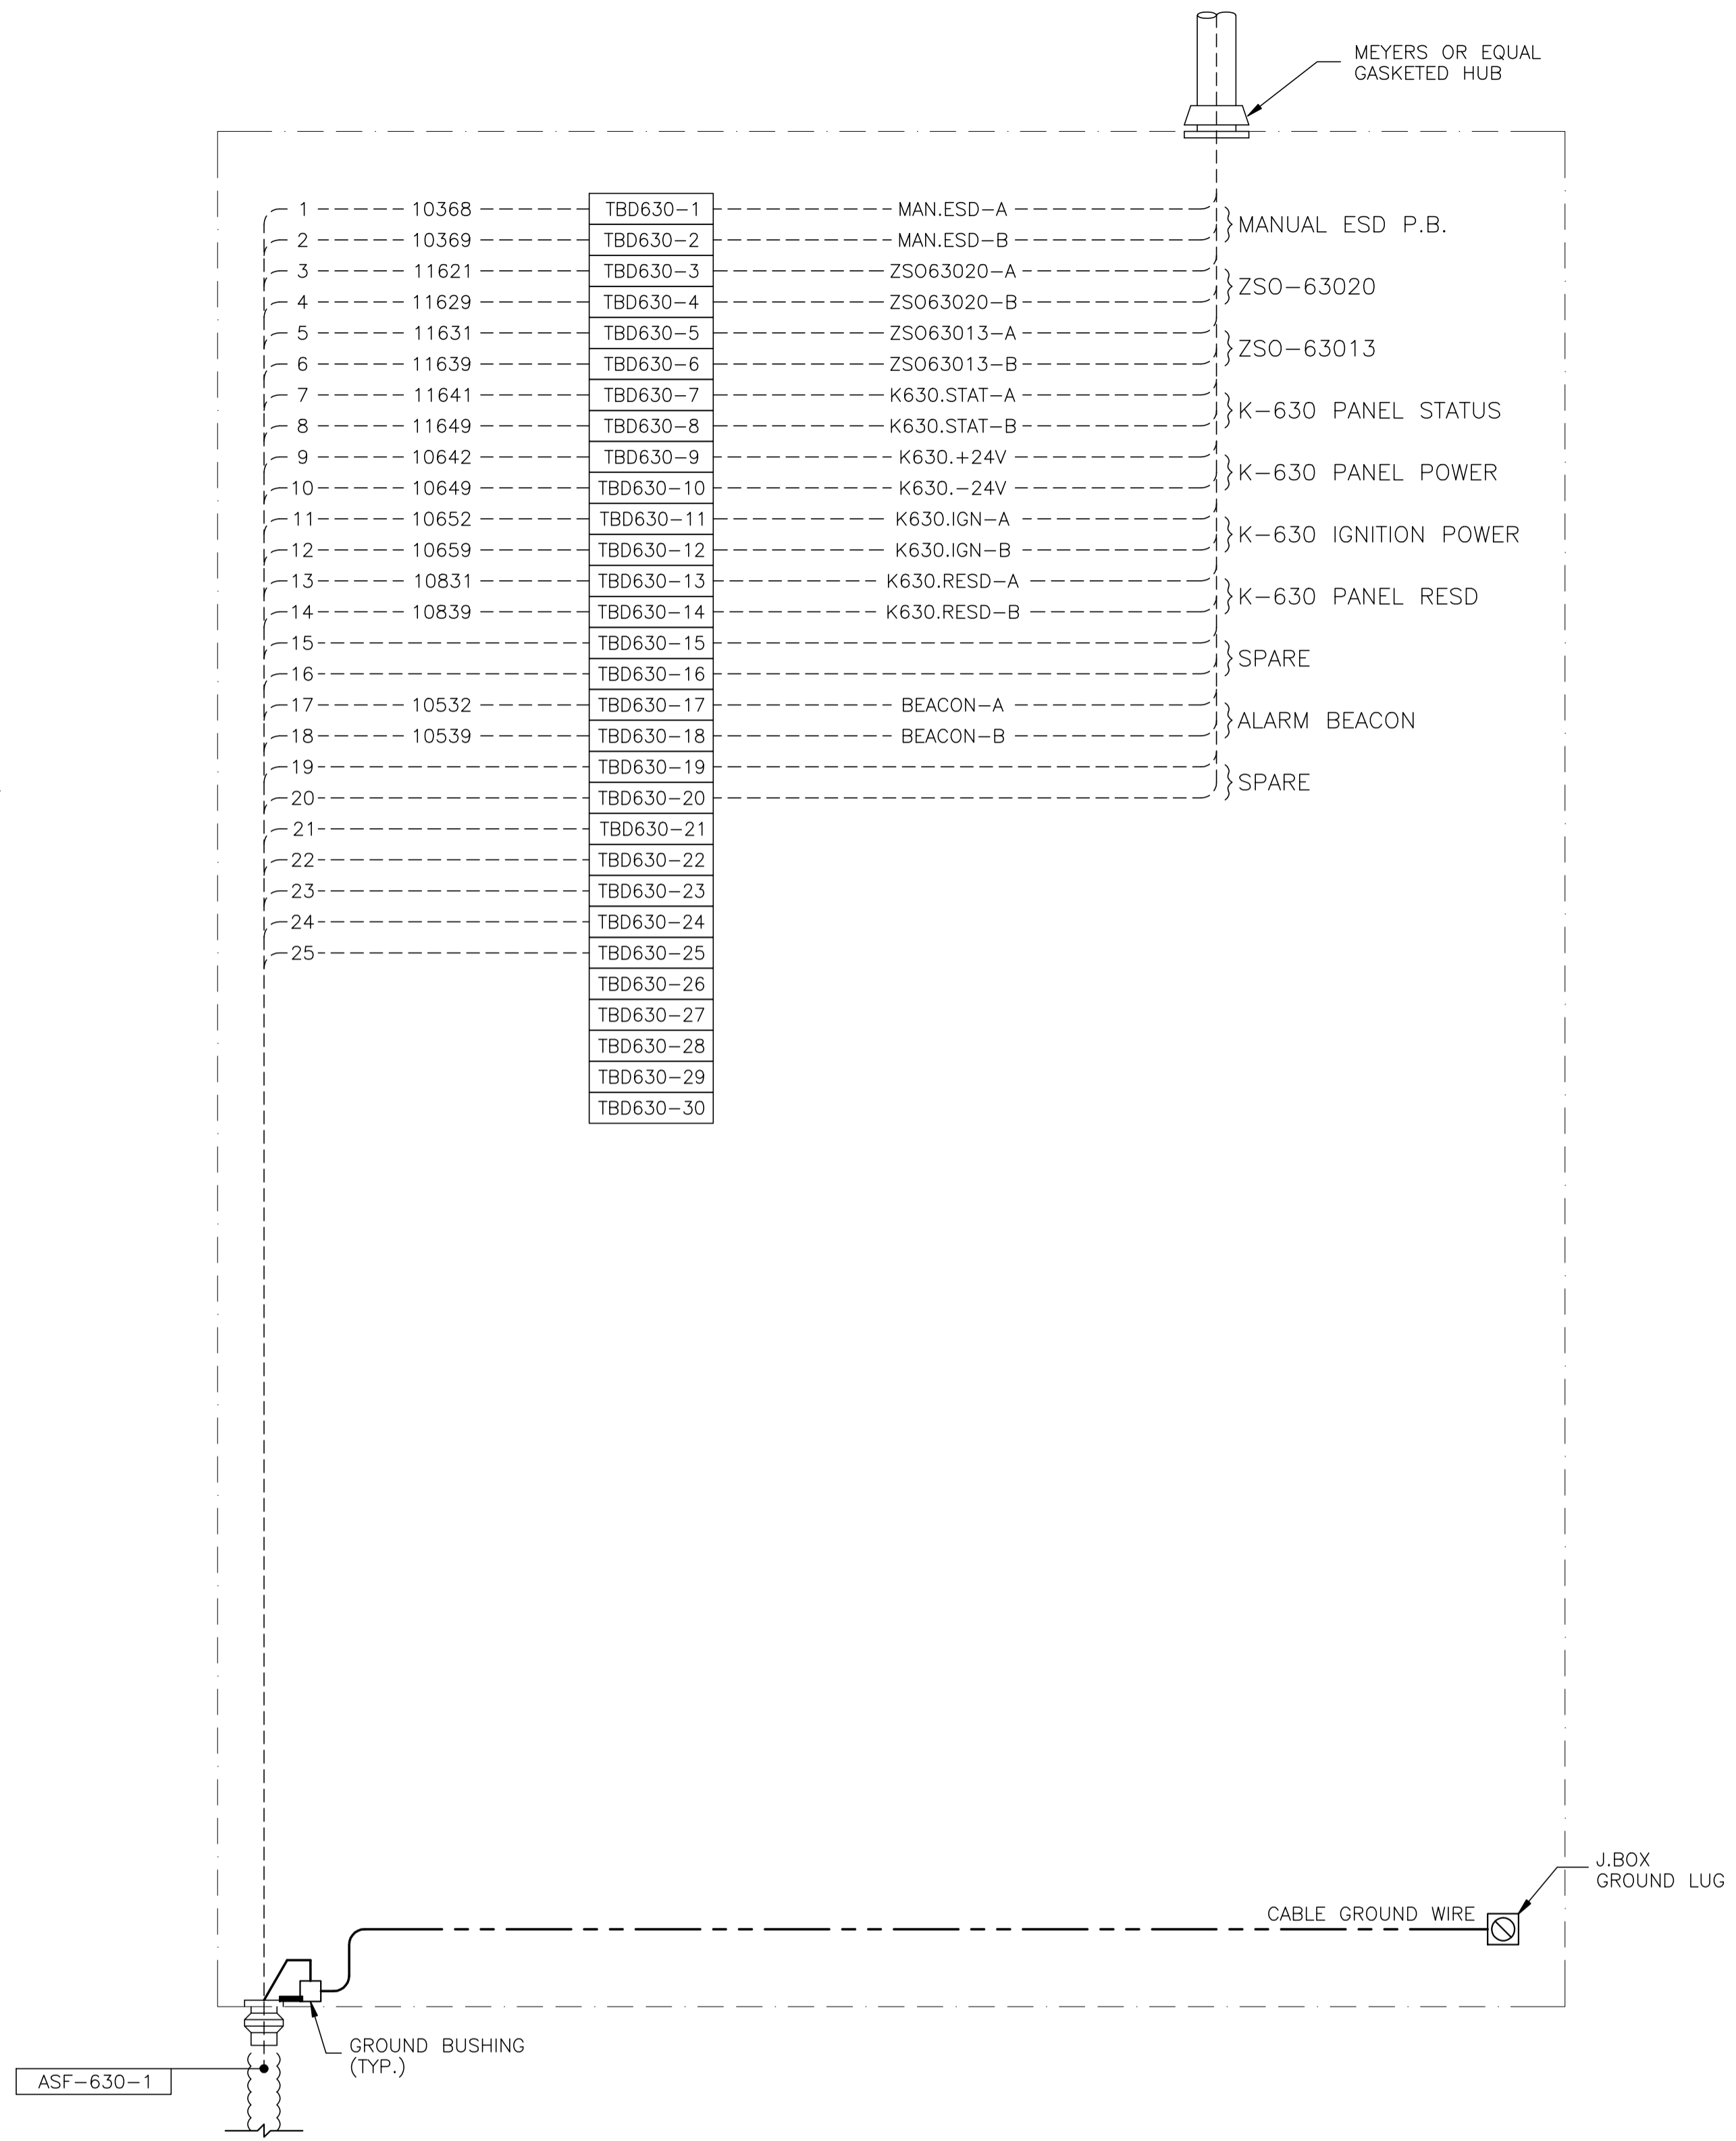 MEYERS OR EQUAL
GASKETED HUB
1 10368 TBD630-1 MAN.ESD-A
MANUAL ESD P.B.
2 10369 TBD630-2 MAN.ESD-B
3 11621 TBD630-3 ZSO63020-A
ZSO-63020
4 11629 TBD630-4 ZSO63020-B
5 11631 TBD630-5 ZSO63013-A
ZSO-63013
6 11639 TBD630-6 ZSO63013-B
7 11641 TBD630-7 K630.STAT-A
K-630 PANEL STATUS
8 11649 TBD630-8 K630.STAT-B
9 10642 TBD630-9 K630.+24V
K-630 PANEL POWER
10 10649 TBD630-10 K630.-24V
11 10652 TBD630-11 K630.IGN-A
K-630 IGNITION POWER
12 10659 TBD630-12 K630.IGN-B
13 10831 TBD630-13 K630.RESD-A
K-630 PANEL RESD
14 10839 TBD630-14 K630.RESD-B
15 TBD630-15
SPARE
16 TBD630-16
17 10532 TBD630-17 BEACON-A
ALARM BEACON
18 10539 TBD630-18 BEACON-B
19 TBD630-19
SPARE
20 TBD630-20
21 TBD630-21
22 TBD630-22
23 TBD630-23
24 TBD630-24
25 TBD630-25
TBD630-26
TBD630-27
TBD630-28
TBD630-29
TBD630-30
J.BOX
GROUND LUG
CABLE GROUND WIRE
GROUND BUSHING
(TYP.)
ASF-630-1